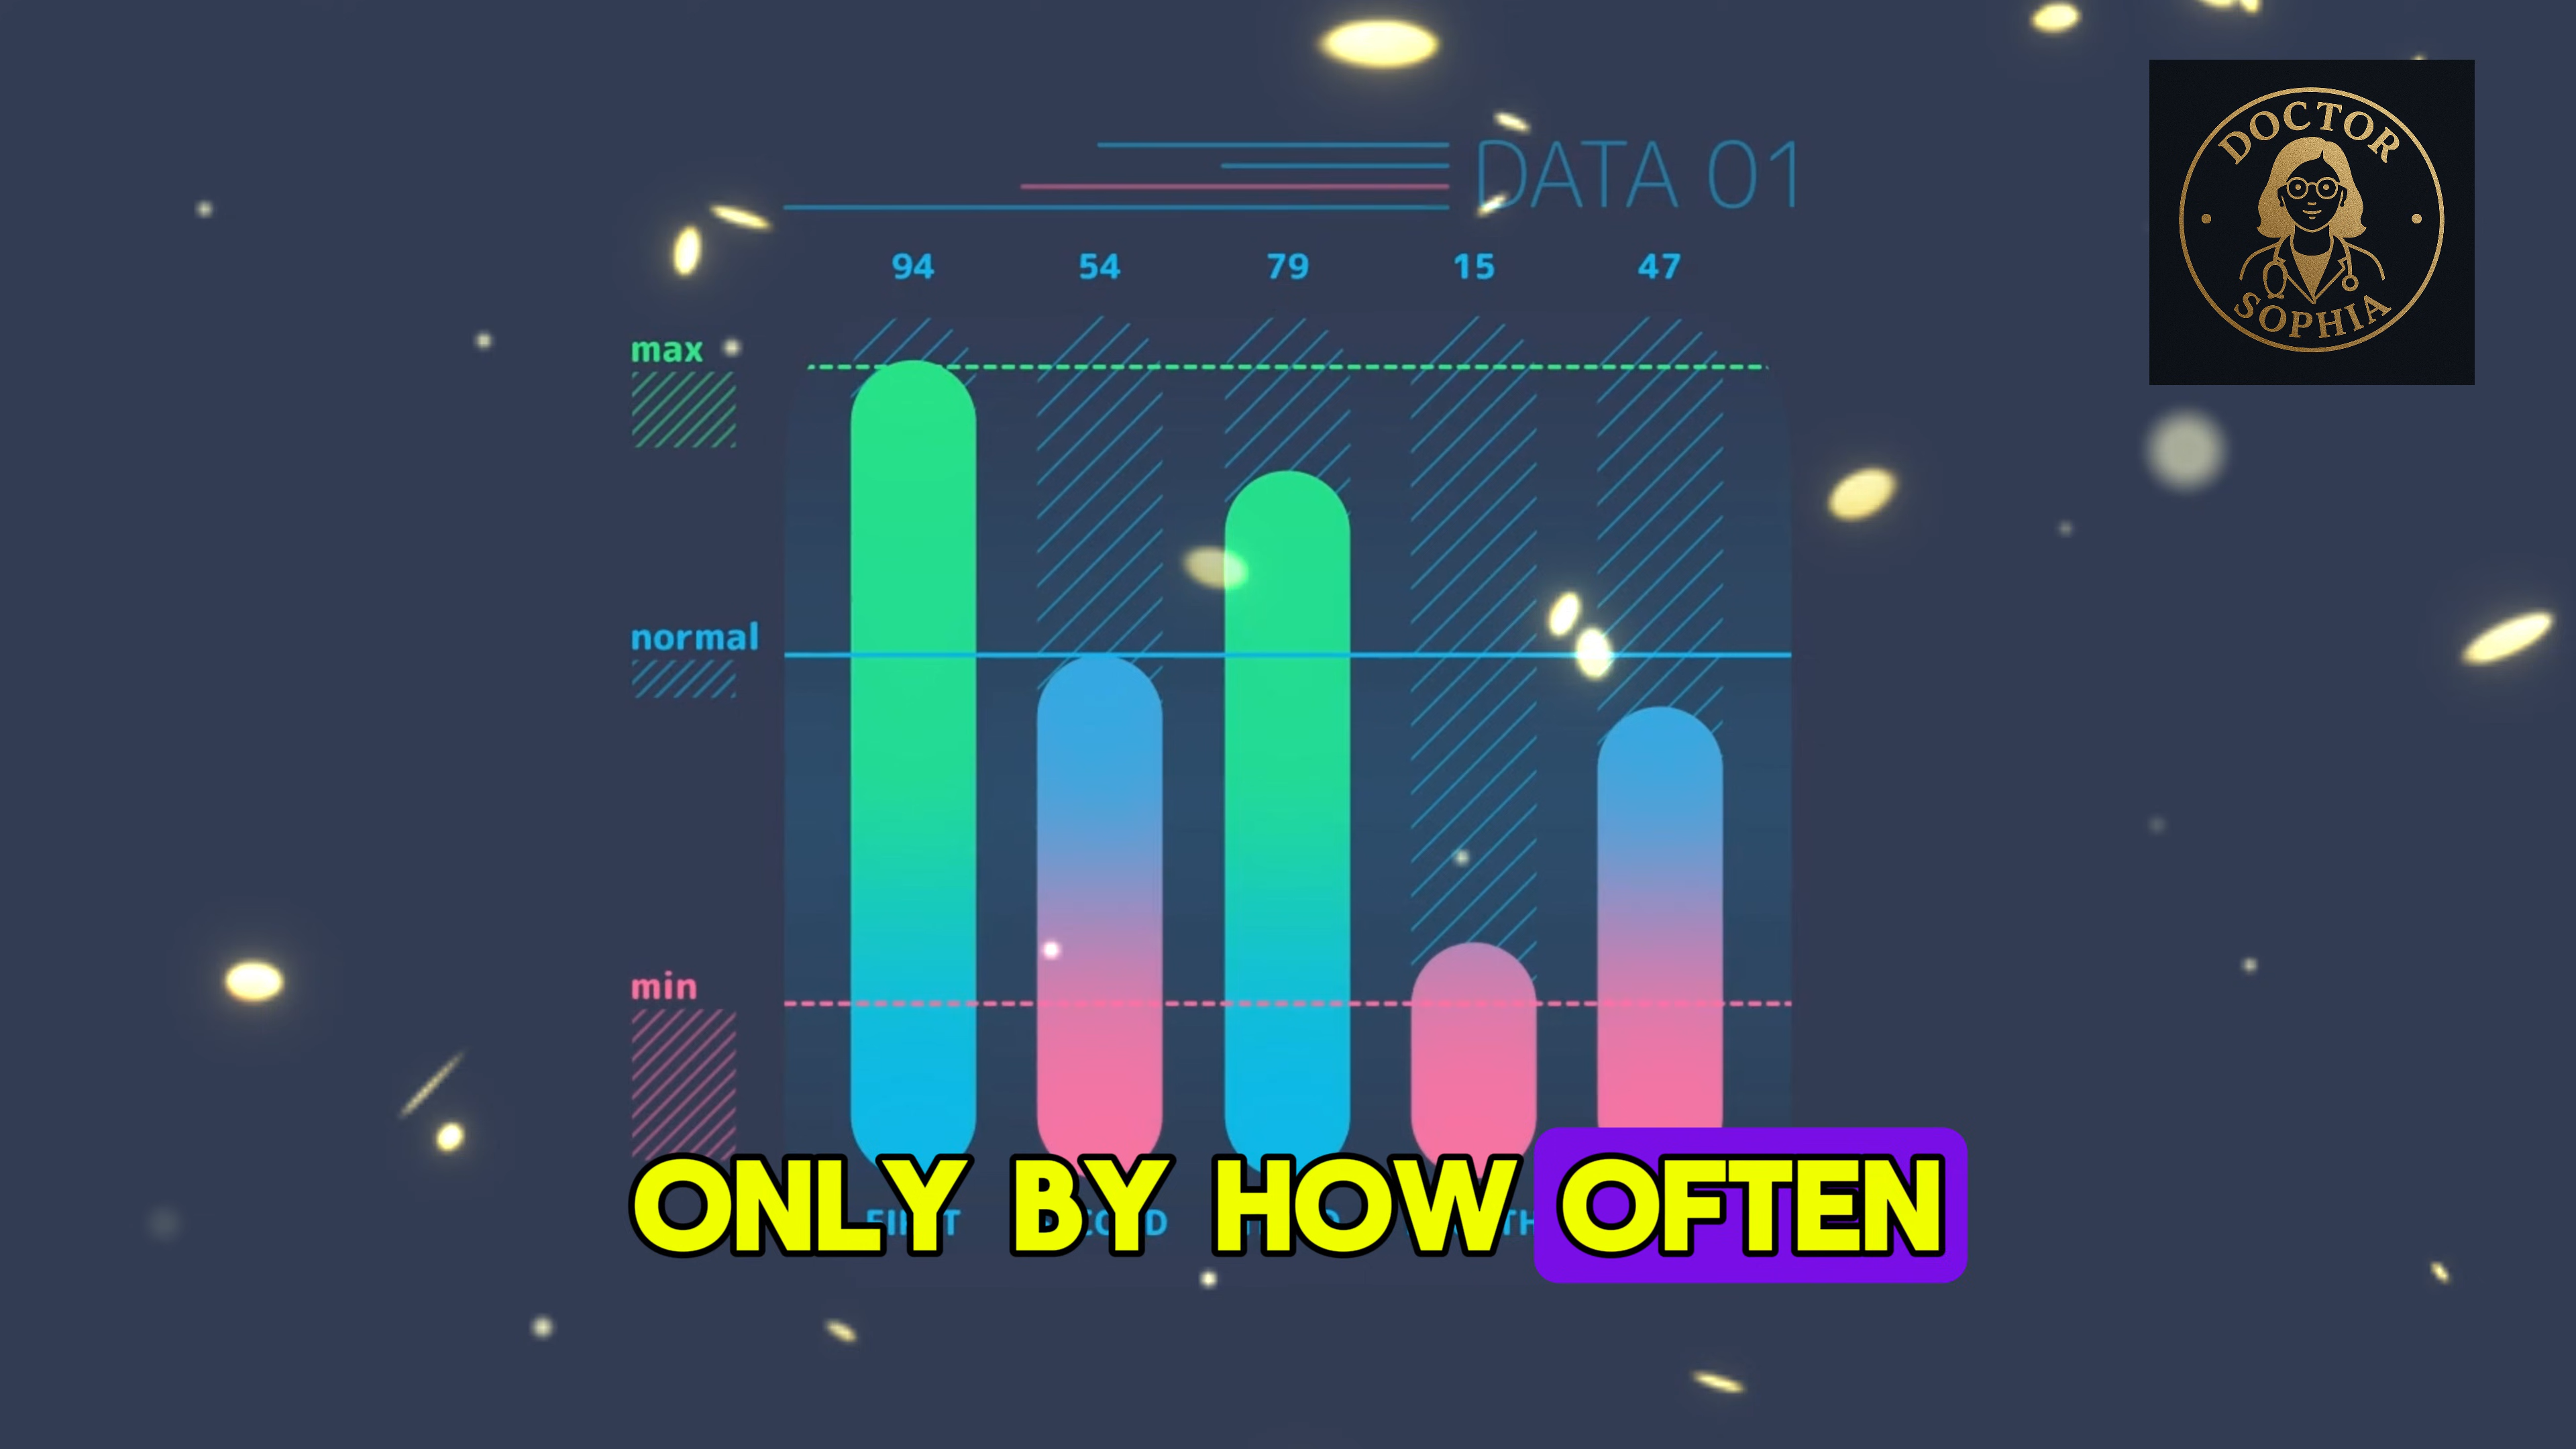 DOCTOR
SOPHIA
DATA 01
94 54 79 15 47
max
normal
min
ONLY BY HOW OFTEN